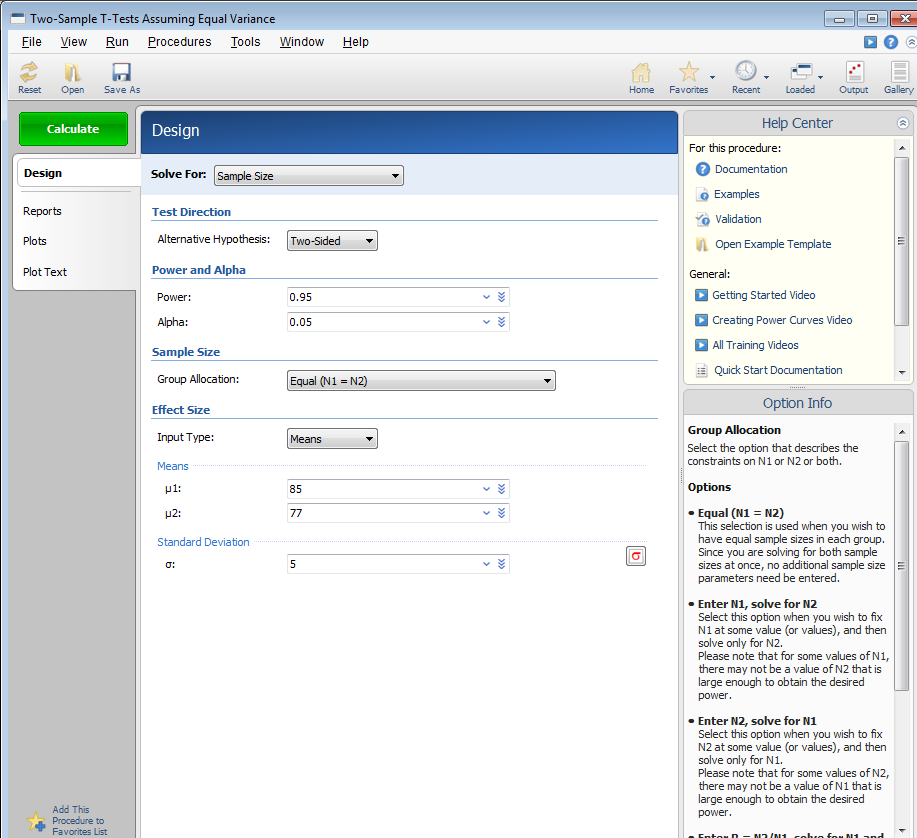 Two-Sample T-Tests Assuming Equal Variance
File View Run Procedures Tools Window Help
Reset Open Save As Home Favorites Recent Loaded Output Gallery
Calculate
Design
Reports
Plots
Plot Text
Add This
Procedure to
Favorites List
Design
Solve For: Sample Size
Test Direction
Alternative Hypothesis: Two-Sided
Power and Alpha
Power: 0.95
Alpha: 0.05
Sample Size
Group Allocation: Equal (N1 = N2)
Effect Size
Input Type: Means
Means
μ1: 85
μ2: 77
Standard Deviation
σ: 5
σ
Help Center
For this procedure:
Documentation
Examples
Validation
Open Example Template
General:
Getting Started Video
Creating Power Curves Video
All Training Videos
Quick Start Documentation
Option Info
Group Allocation
Select the option that describes the
constraints on N1 or N2 or both.
Options
• Equal (N1 = N2)
This selection is used when you wish to
have equal sample sizes in each group.
Since you are solving for both sample
sizes at once, no additional sample size
parameters need be entered.
• Enter N1, solve for N2
Select this option when you wish to fix
N1 at some value (or values), and then
solve only for N2.
Please note that for some values of N1,
there may not be a value of N2 that is
large enough to obtain the desired
power.
• Enter N2, solve for N1
Select this option when you wish to fix
N2 at some value (or values), and then
solve only for N1.
Please note that for some values of N2,
there may not be a value of N1 that is
large enough to obtain the desired
power.
• Enter R = N2/N1, solve for N1 and